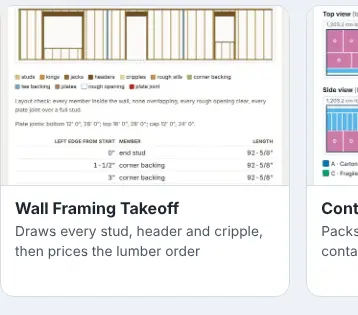 studs kings jacks headers cripples rough sills corner backing
tee backing plates rough opening plate joint
Layout check: every member inside the wall, none overlapping, every rough opening clear, every
plate joint over a full stud.
Plate joints: bottom 12' 0", 28' 0"; top 16' 0", 28' 0"; cap 12' 0", 24' 0".
LEFT EDGE FROM START MEMBER LENGTH
0" end stud 92-5/8"
1-1/2" corner backing 92-5/8"
3" corner backing 92-5/8"
Wall Framing Takeoff
Draws every stud, header and cripple,
then prices the lumber order
Top view
Side view
A - Carton
C - Fragile
Cont
Packs
conta